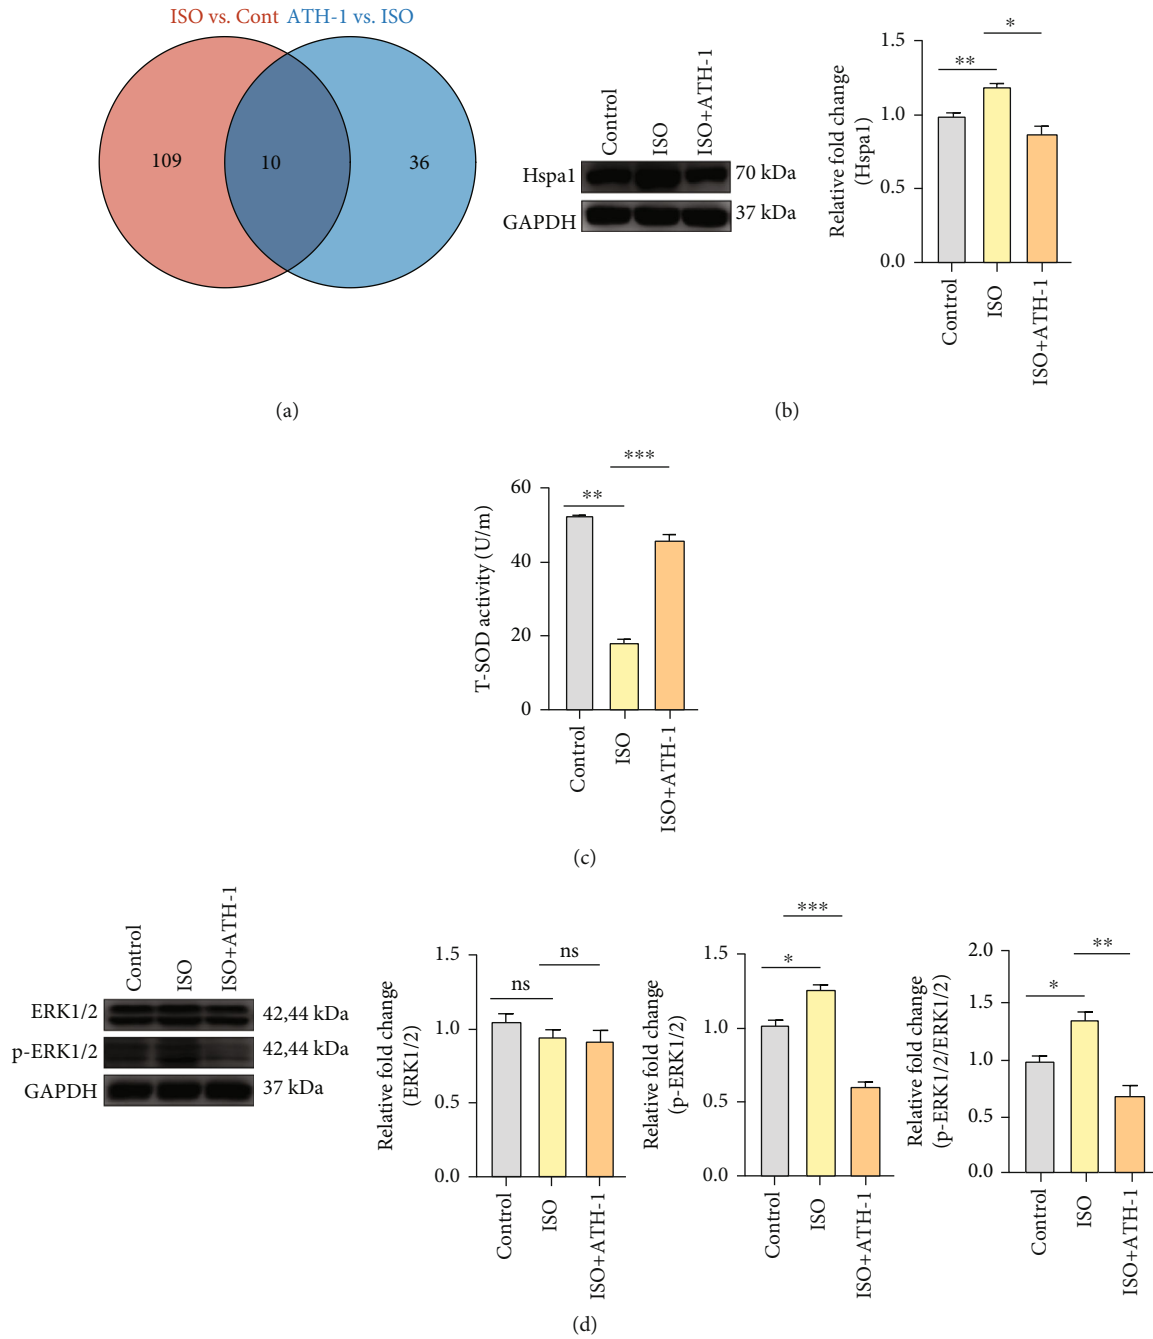 ISO vs. Cont ATH-1 vs. ISO
109
10
36
(a)
Control
ISO
ISO+ATH-1
Hspa1
70 kDa
GAPDH
37 kDa
Relative fold change
(Hspa1)
1.5
1.0
0.5
0.0
**
*
Control
ISO
ISO+ATH-1
(b)
T-SOD activity (U/m)
60
40
20
0
**
***
Control
ISO
ISO+ATH-1
(c)
Control
ISO
ISO+ATH-1
ERK1/2
42,44 kDa
p-ERK1/2
42,44 kDa
GAPDH
37 kDa
Relative fold change
(ERK1/2)
1.5
1.0
0.5
0.0
ns
ns
Control
ISO
ISO+ATH-1
Relative fold change
(p-ERK1/2)
1.5
1.0
0.5
0.0
*
***
Control
ISO
ISO+ATH-1
Relative fold change
(p-ERK1/2/ERK1/2)
2.0
1.5
1.0
0.5
0.0
*
**
Control
ISO
ISO+ATH-1
(d)